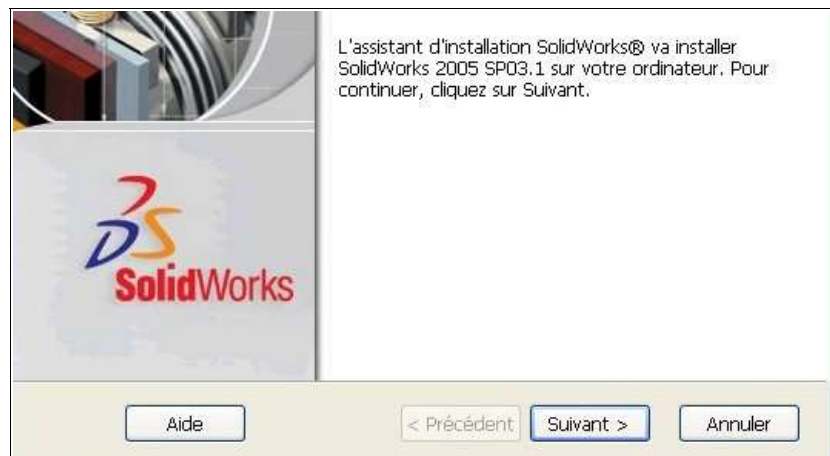 L'assistant d'installation SolidWorks® va installer
SolidWorks 2005 SP03.1 sur votre ordinateur. Pour
continuer, cliquez sur Suivant.
DS
SolidWorks
Aide
< Précédent
Suivant >
Annuler